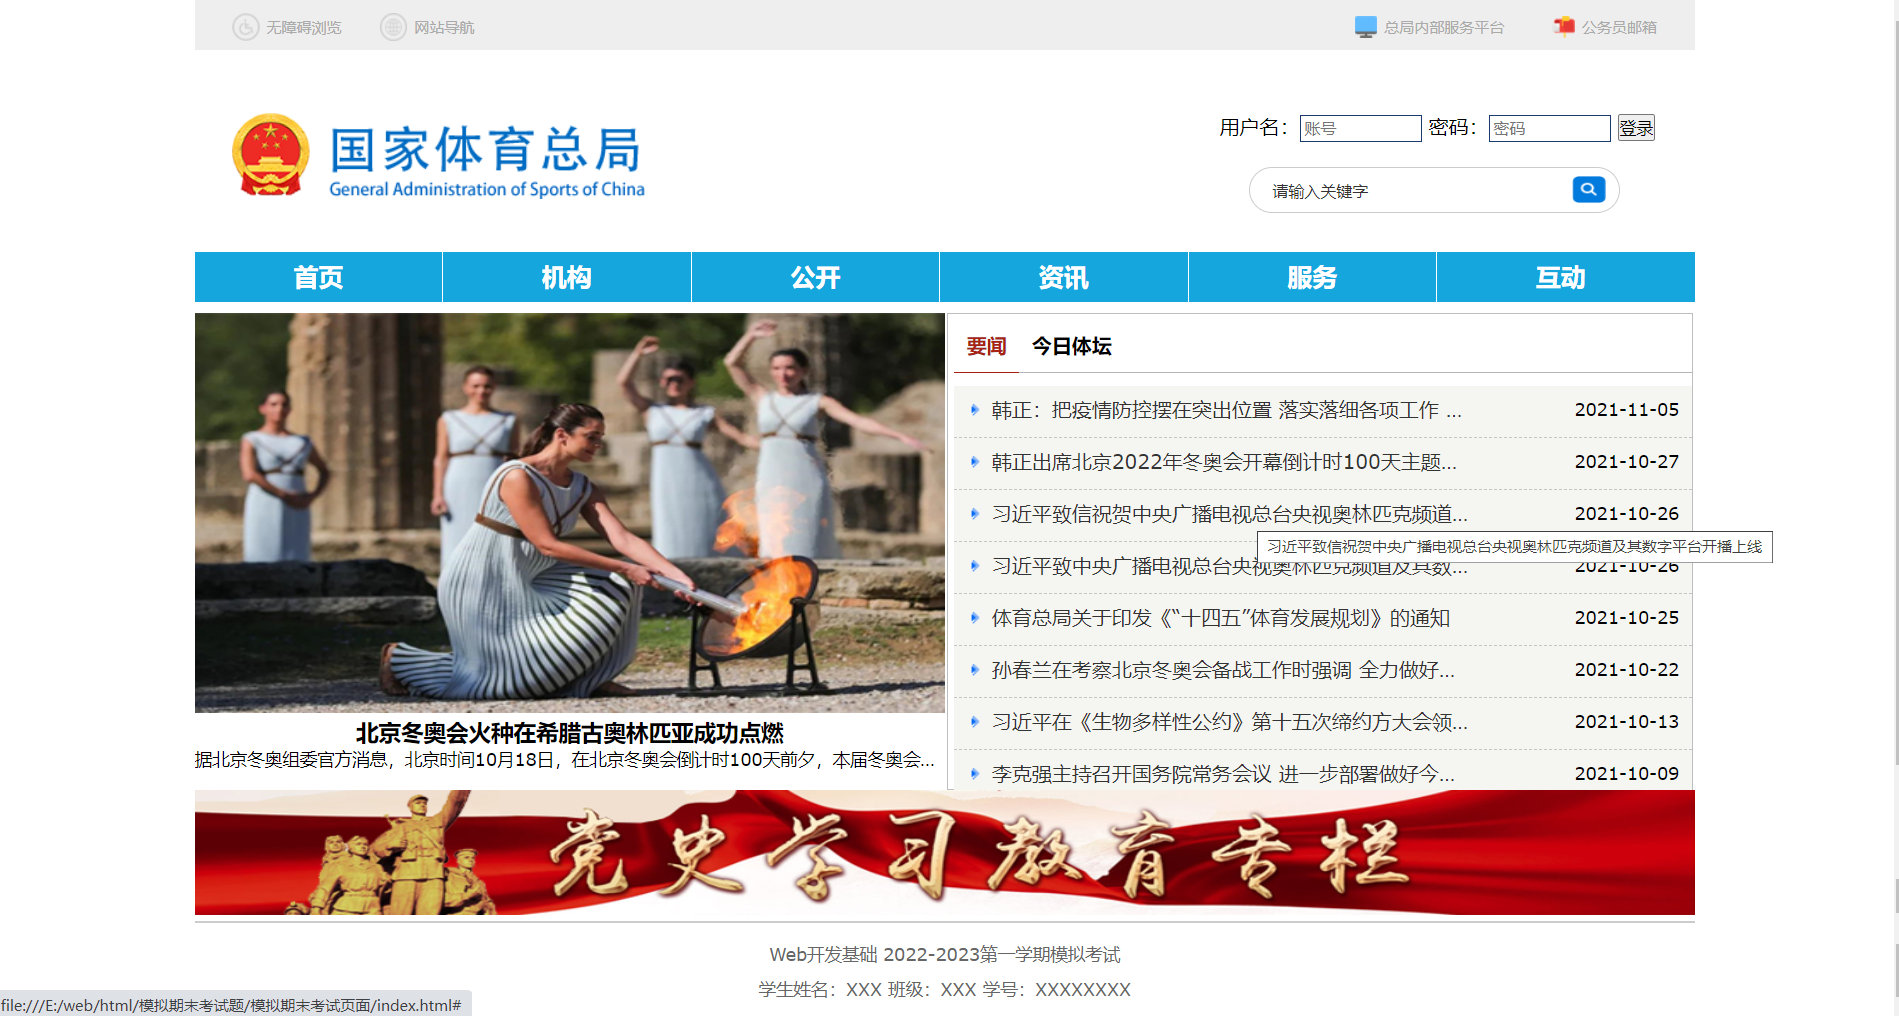 无障碍浏览 网站导航 总局内部服务平台 公务员邮箱
国家体育总局
General Administration of Sports of China
用户名： 账号 密码： 密码 登录
请输入关键字
首页 机构 公开 资讯 服务 互动
要闻 今日体坛
韩正：把疫情防控摆在突出位置 落实落细各项工作 ... 2021-11-05
韩正出席北京2022年冬奥会开幕倒计时100天主题... 2021-10-27
习近平致信祝贺中央广播电视总台央视奥林匹克频道... 2021-10-26
习近平致信祝贺中央广播电视总台央视奥林匹克频道及其数字平台开播上线
习近平致中央广播电视总台央视奥林匹克频道及其数... 2021-10-26
体育总局关于印发《“十四五”体育发展规划》的通知 2021-10-25
孙春兰在考察北京冬奥会备战工作时强调 全力做好... 2021-10-22
习近平在《生物多样性公约》第十五次缔约方大会领... 2021-10-13
李克强主持召开国务院常务会议 进一步部署做好今... 2021-10-09
北京冬奥会火种在希腊古奥林匹亚成功点燃
据北京冬奥组委官方消息，北京时间10月18日，在北京冬奥会倒计时100天前夕，本届冬奥会...
党史学习教育专栏
Web开发基础 2022-2023第一学期模拟考试
学生姓名：XXX 班级：XXX 学号：XXXXXXXX
file:///E:/web/html/模拟期末考试题/模拟期末考试页面/index.html#